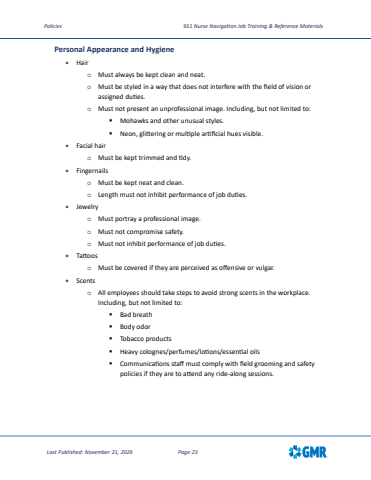 Policies 911 Nurse Navigation Job Training & Reference Materials
Personal Appearance and Hygiene
• Hair
o Must always be kept clean and neat.
o Must be styled in a way that does not interfere with the field of vision or
assigned duties.
o Must not present an unprofessional image. Including, but not limited to:
▪ Mohawks and other unusual styles.
▪ Neon, glittering or multiple artificial hues visible.
• Facial hair
o Must be kept trimmed and tidy.
• Fingernails
o Must be kept neat and clean.
o Length must not inhibit performance of job duties.
• Jewelry
o Must portray a professional image.
o Must not compromise safety.
o Must not inhibit performance of job duties.
• Tattoos
o Must be covered if they are perceived as offensive or vulgar.
• Scents
o All employees should take steps to avoid strong scents in the workplace.
Including, but not limited to:
▪ Bad breath
▪ Body odor
▪ Tobacco products
▪ Heavy colognes/perfumes/lotions/essential oils
▪ Communications staff must comply with field grooming and safety
policies if they are to attend any ride-along sessions.
Last Published: November 21, 2026 Page 23 GMR